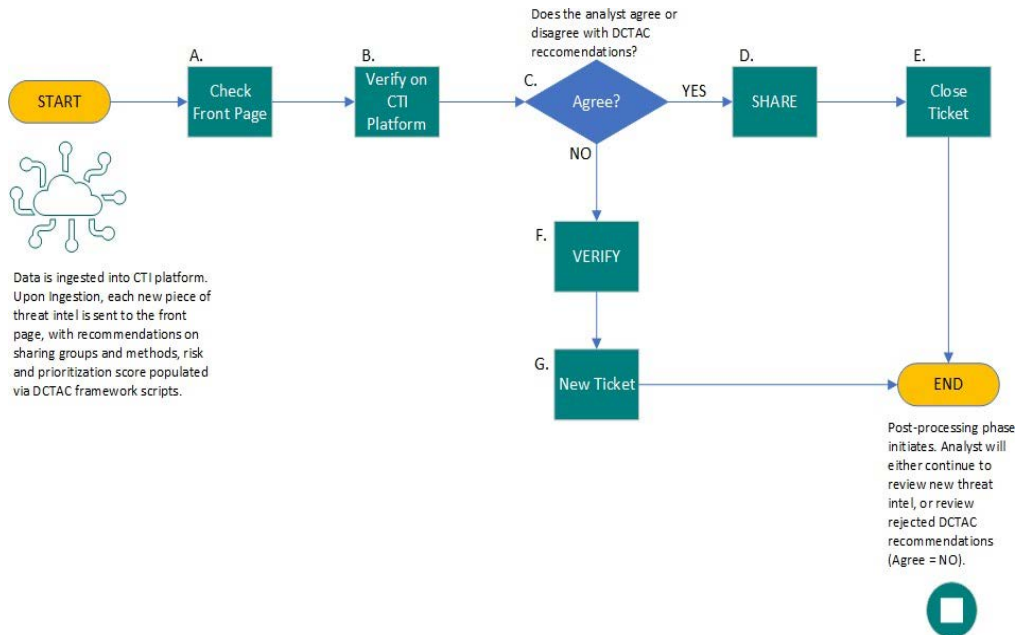 Does the analyst agree or
disagree with DCTAC
reccomendations?
A.
B.
C.
D.
E.
START
Check
Front Page
Verify on
CTI
Platform
Agree?
YES
SHARE
Close
Ticket
NO
F.
VERIFY
Data is ingested into CTI platform.
Upon Ingestion, each new piece of
threat intel is sent to the front
page, with recommendations on
sharing groups and methods, risk
and prioritization score populated
via DCTAC framework scripts.
G.
New Ticket
END
Post-processing phase
initiates. Analyst will
either continue to
review new threat
intel, or review
rejected DCTAC
recommendations
(Agree = NO).